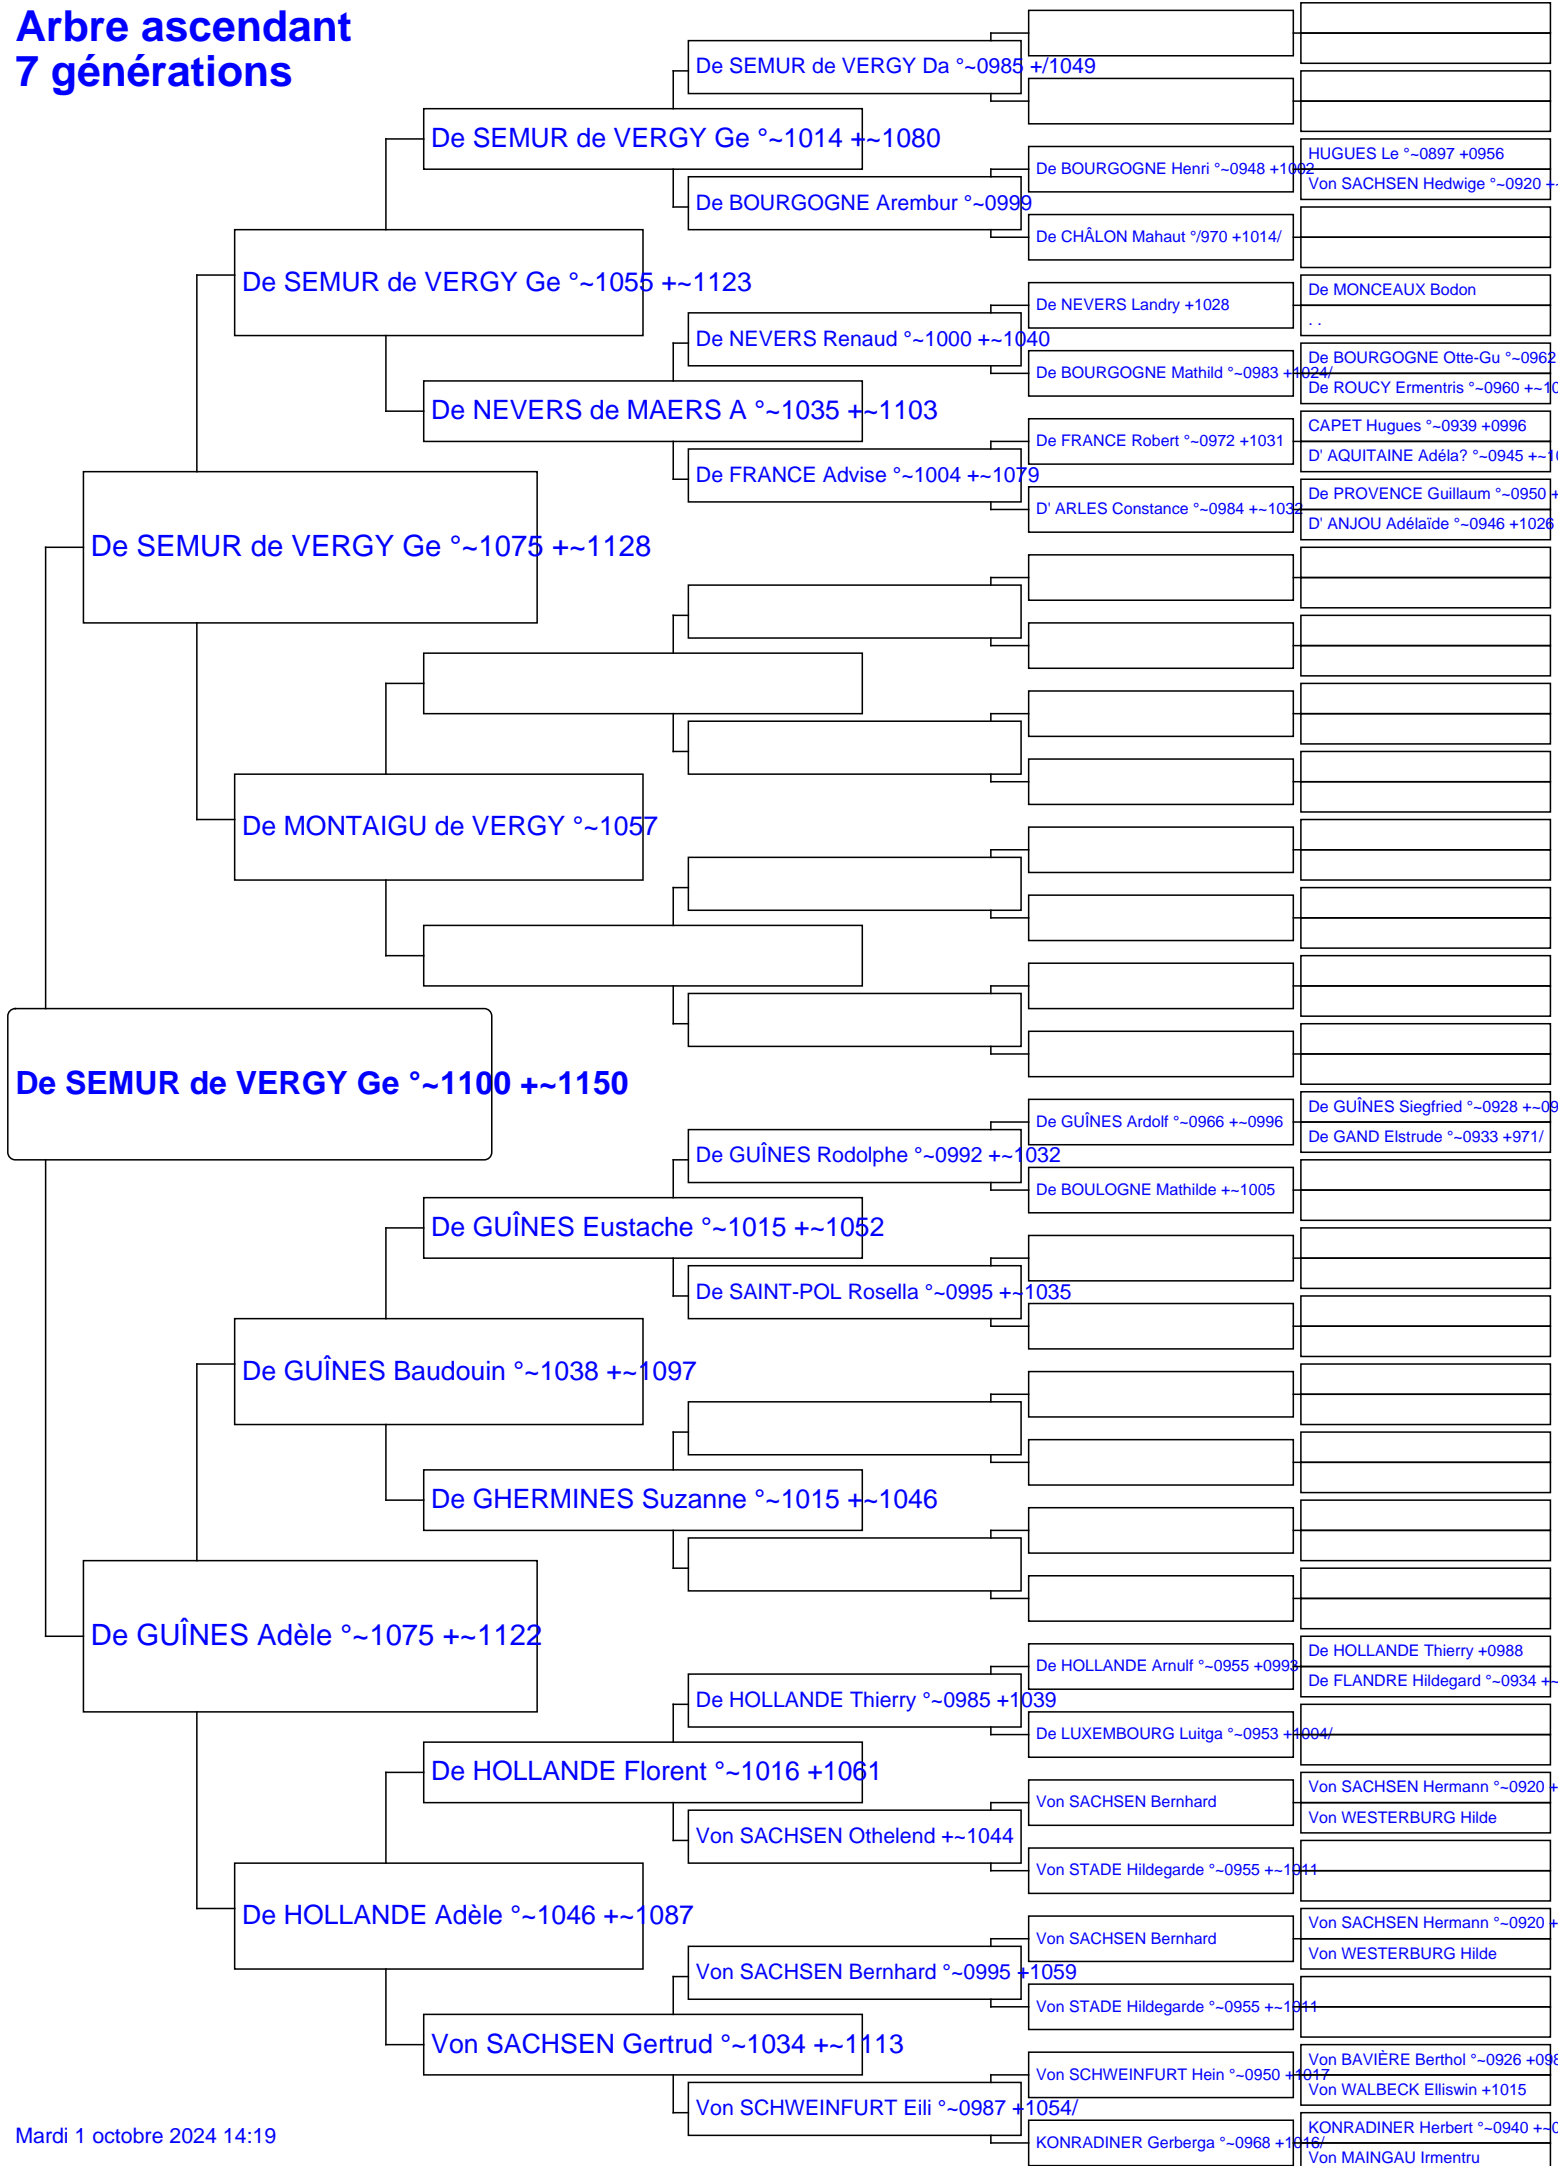 Arbre ascendant
7 générations
De SEMUR de VERGY Da °~0985 +/1049
De SEMUR de VERGY Ge °~1014 +~1080
HUGUES Le °~0897 +0956
De BOURGOGNE Henri °~0948 +1002
Von SACHSEN Hedwige °~0920 +~
De BOURGOGNE Arembur °~0999
De CHÂLON Mahaut °/970 +1014/
De SEMUR de VERGY Ge °~1055 +~1123
De MONCEAUX Bodon
De NEVERS Landry +1028
. .
De NEVERS Renaud °~1000 +~1040
De BOURGOGNE Otte-Gu °~0962
De BOURGOGNE Mathild °~0983 +1024/
De ROUCY Ermentris °~0960 +~10
De NEVERS de MAERS A °~1035 +~1103
CAPET Hugues °~0939 +0996
De FRANCE Robert °~0972 +1031
D' AQUITAINE Adéla? °~0945 +~10
De FRANCE Advise °~1004 +~1079
De PROVENCE Guillaum °~0950 +
D' ARLES Constance °~0984 +~1032
D' ANJOU Adélaïde °~0946 +1026
De SEMUR de VERGY Ge °~1075 +~1128
De MONTAIGU de VERGY °~1057
De SEMUR de VERGY Ge °~1100 +~1150
De GUÎNES Siegfried °~0928 +~09
De GUÎNES Ardolf °~0966 +~0996
De GAND Elstrude °~0933 +971/
De GUÎNES Rodolphe °~0992 +~1032
De BOULOGNE Mathilde +~1005
De GUÎNES Eustache °~1015 +~1052
De SAINT-POL Rosella °~0995 +~1035
De GUÎNES Baudouin °~1038 +~1097
De GHERMINES Suzanne °~1015 +~1046
De GUÎNES Adèle °~1075 +~1122
De HOLLANDE Thierry +0988
De HOLLANDE Arnulf °~0955 +0993
De FLANDRE Hildegard °~0934 +~
De HOLLANDE Thierry °~0985 +1039
De LUXEMBOURG Luitga °~0953 +1004/
De HOLLANDE Florent °~1016 +1061
Von SACHSEN Hermann °~0920 +
Von SACHSEN Bernhard
Von WESTERBURG Hilde
Von SACHSEN Othelend +~1044
Von STADE Hildegarde °~0955 +~1011
De HOLLANDE Adèle °~1046 +~1087
Von SACHSEN Hermann °~0920 +
Von SACHSEN Bernhard
Von WESTERBURG Hilde
Von SACHSEN Bernhard °~0995 +1059
Von STADE Hildegarde °~0955 +~1011
Von SACHSEN Gertrud °~1034 +~1113
Von BAVIÈRE Berthol °~0926 +098
Von SCHWEINFURT Hein °~0950 +1017
Von WALBECK Elliswin +1015
Von SCHWEINFURT Eili °~0987 +1054/
KONRADINER Herbert °~0940 +~0
KONRADINER Gerberga °~0968 +1016/
Von MAINGAU Irmentru
Mardi 1 octobre 2024 14:19